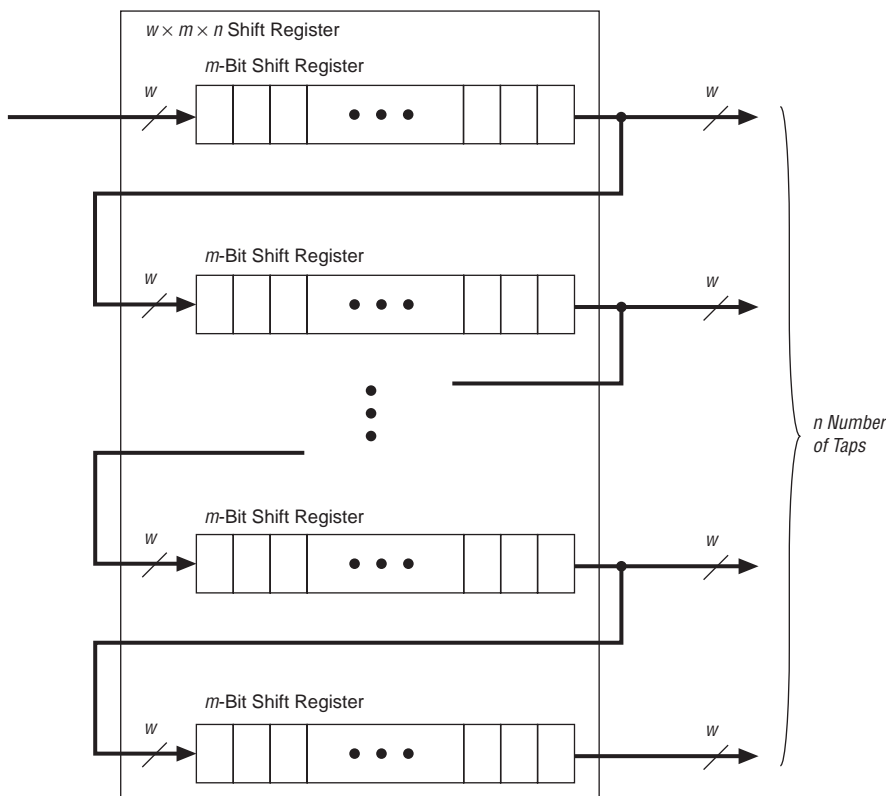 w × m × n Shift Register
m-Bit Shift Register
w
w
m-Bit Shift Register
w
w
n Number
of Taps
m-Bit Shift Register
w
w
m-Bit Shift Register
w
w